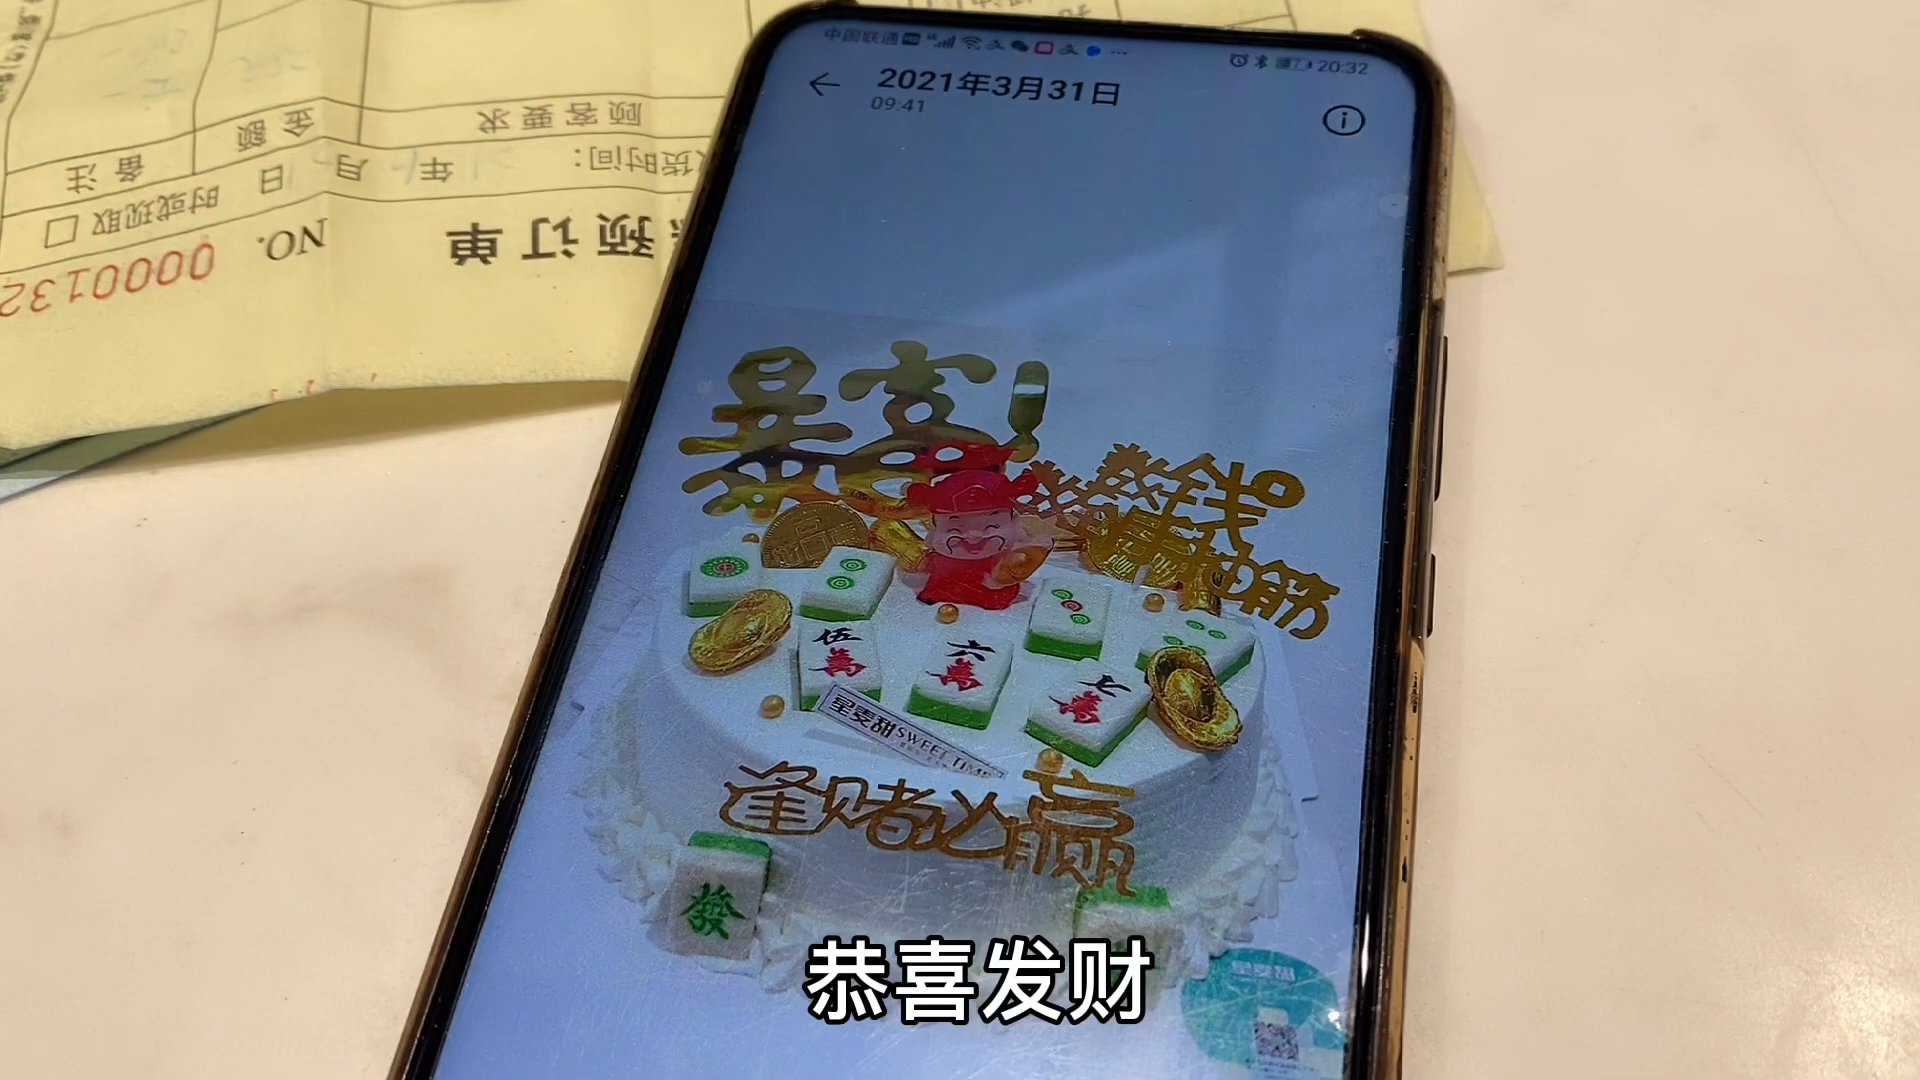 中国联通
20:32
2021年3月31日
09:41
暴富!
数钱
数到
抽筋
伍萬
六萬
七萬
星麦甜 SWEET TIME
逢赌必赢
發
恭喜发财
预订单
NO. 0000132
货时间: 年 月 日 时或现取
顾客要求 金额 备注